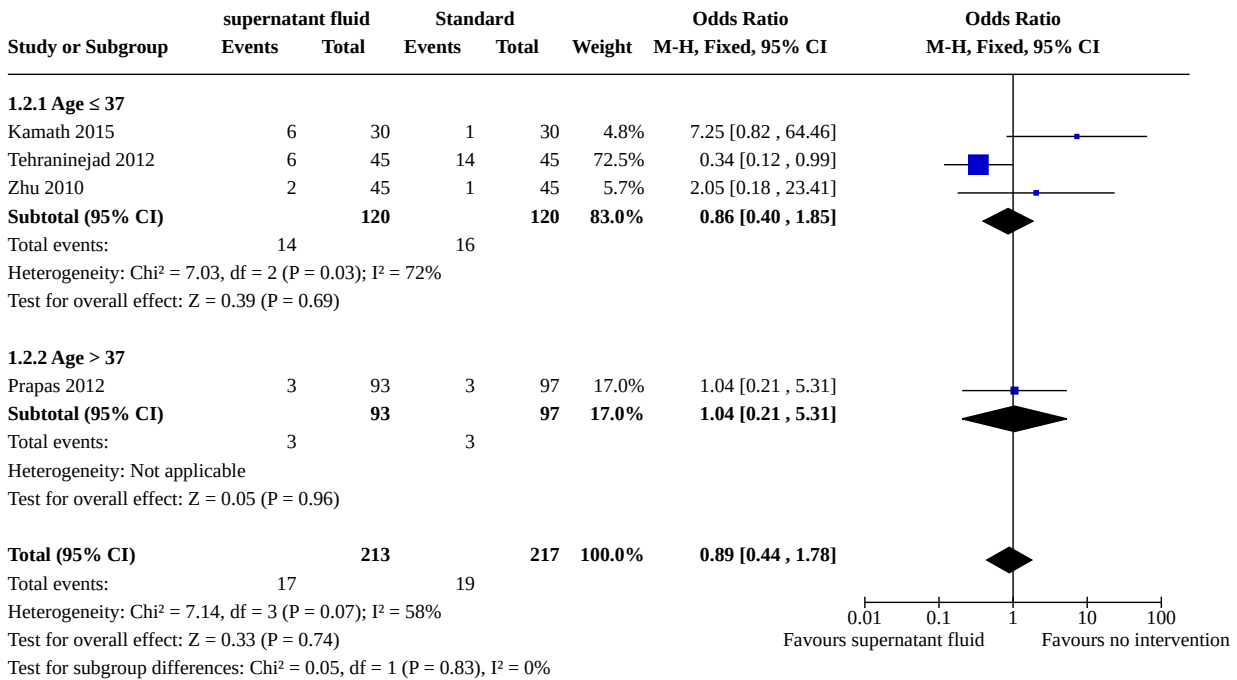 supernatant fluid Standard Odds Ratio Odds Ratio
Study or Subgroup Events Total Events Total Weight M-H, Fixed, 95% CI M-H, Fixed, 95% CI
1.2.1 Age ≤ 37
Kamath 2015 6 30 1 30 4.8% 7.25 [0.82 , 64.46]
Tehraninejad 2012 6 45 14 45 72.5% 0.34 [0.12 , 0.99]
Zhu 2010 2 45 1 45 5.7% 2.05 [0.18 , 23.41]
Subtotal (95% CI) 120 120 83.0% 0.86 [0.40 , 1.85]
Total events: 14 16
Heterogeneity: Chi² = 7.03, df = 2 (P = 0.03); I² = 72%
Test for overall effect: Z = 0.39 (P = 0.69)
1.2.2 Age > 37
Prapas 2012 3 93 3 97 17.0% 1.04 [0.21 , 5.31]
Subtotal (95% CI) 93 97 17.0% 1.04 [0.21 , 5.31]
Total events: 3 3
Heterogeneity: Not applicable
Test for overall effect: Z = 0.05 (P = 0.96)
Total (95% CI) 213 217 100.0% 0.89 [0.44 , 1.78]
Total events: 17 19
Heterogeneity: Chi² = 7.14, df = 3 (P = 0.07); I² = 58%
Test for overall effect: Z = 0.33 (P = 0.74)
Test for subgroup differences: Chi² = 0.05, df = 1 (P = 0.83), I² = 0%
0.01 0.1 1 10 100
Favours supernatant fluid Favours no intervention